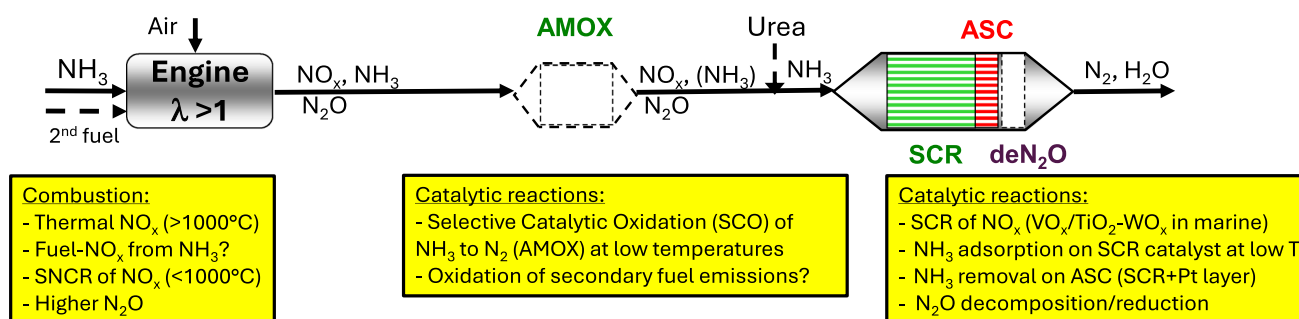 Air
NH₃
2ⁿᵈ fuel
Engine
λ >1
NOₓ, NH₃
N₂O
AMOX
NOₓ, (NH₃)
N₂O
Urea
NH₃
ASC
SCR
deN₂O
N₂, H₂O
Combustion:
- Thermal NOₓ (>1000°C)
- Fuel-NOₓ from NH₃?
- SNCR of NOₓ (<1000°C)
- Higher N₂O
Catalytic reactions:
- Selective Catalytic Oxidation (SCO) of
NH₃ to N₂ (AMOX) at low temperatures
- Oxidation of secondary fuel emissions?
Catalytic reactions:
- SCR of NOₓ (VOₓ/TiO₂-WOₓ in marine)
- NH₃ adsorption on SCR catalyst at low T
- NH₃ removal on ASC (SCR+Pt layer)
- N₂O decomposition/reduction